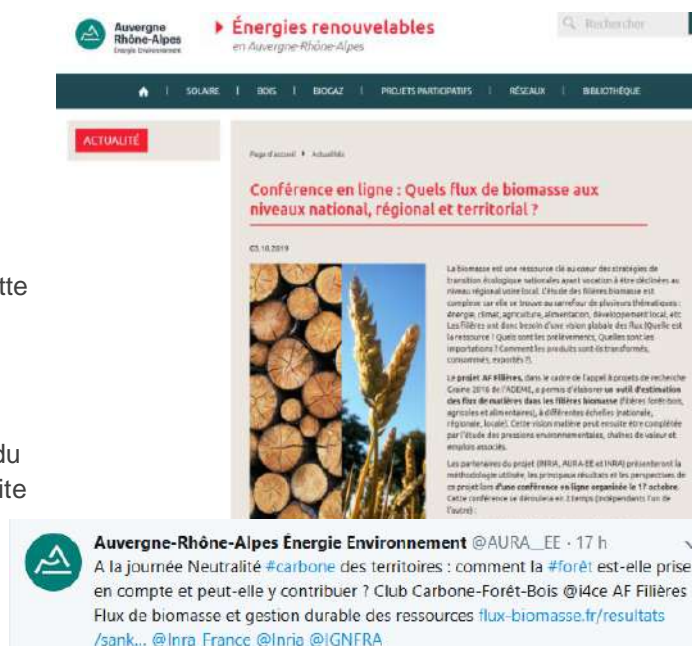 Auvergne
Rhône-Alpes
Énergie Environnement
Énergies renouvelables
en Auvergne-Rhône-Alpes
Rechercher
SOLAIRE | BOIS | BIOGAZ | PROJETS PARTICIPATIFS | RÉSEAUX | BIBLIOTHÈQUE
ACTUALITÉ
Page d'accueil Actualités
Conférence en ligne : Quels flux de biomasse aux
niveaux national, régional et territorial ?
03.10.2019
tte
du
ite
La biomasse est une ressource clé au coeur des stratégies de
transition écologique nationales ayant vocation à être déclinées au
niveau régional voire local. L'étude des filières biomasse est
complexe car elle se trouve au carrefour de plusieurs thématiques :
énergie, climat, agriculture, alimentation, développement local, etc.
Les filières ont donc besoin d'une vision globale des flux (Quelle est
la ressource ? Quels sont les prélèvements, Quelles sont les
importations ? Comment les produits sont-ils transformés,
consommés, exportés ?).
Le projet AF Filières, dans le cadre de l'appel à projets de recherche
Graine 2016 de l'ADEME, a permis d'élaborer un outil d'estimation
des flux de matières dans les filières biomasse (filières forêt-bois,
agricoles et alimentaires), à différentes échelles (nationale,
régionale, locale). Cette vision matière peut ensuite être complétée
par l'étude des pressions environnementales, chaînes de valeur et
emplois associés.
Les partenaires du projet (INRIA, AURA-EE et INRA) présenteront la
méthodologie utilisée, les principaux résultats et les perspectives de
ce projet lors d'une conférence en ligne organisée le 17 octobre.
Cette conférence se déroulera en 2 temps (indépendants l'un de
l'autre) :
Auvergne-Rhône-Alpes Énergie Environnement @AURA_EE · 17 h
A la journée Neutralité #carbone des territoires : comment la #forêt est-elle prise
en compte et peut-elle y contribuer ? Club Carbone-Forêt-Bois @i4ce AF Filières
Flux de biomasse et gestion durable des ressources flux-biomasse.fr/resultats
/sank... @Inra_France @Inria @IGNFRA